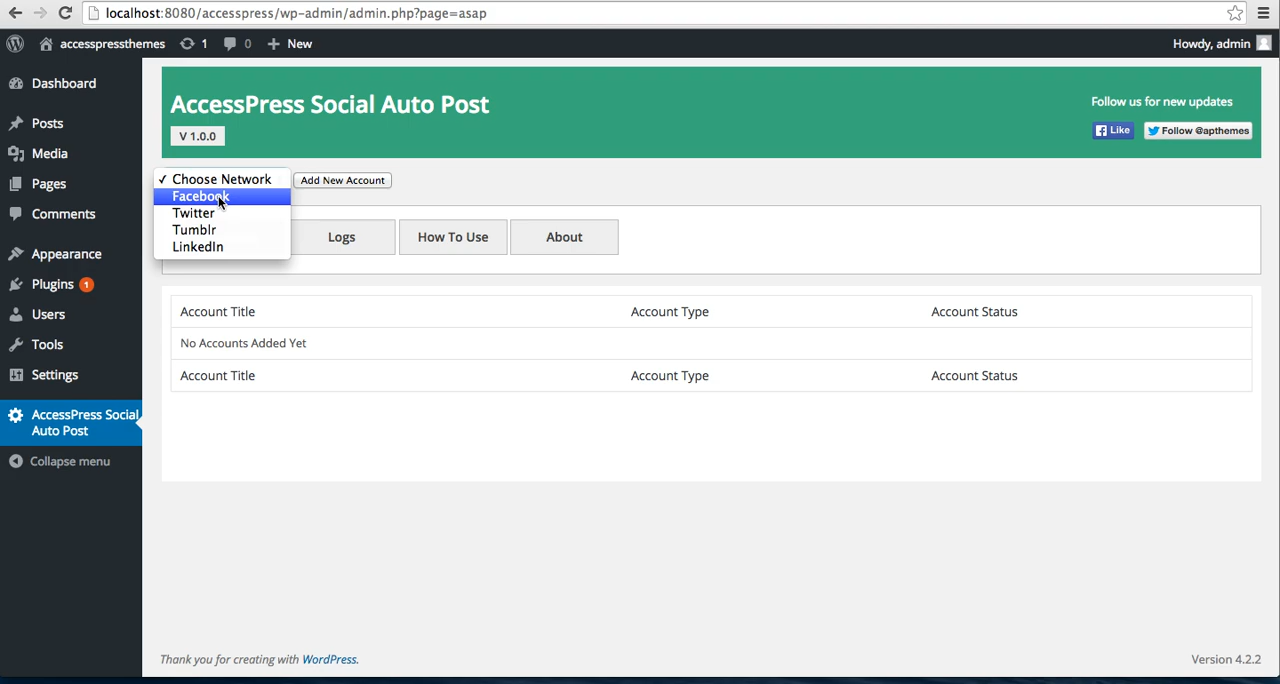 localhost:8080/accesspress/wp-admin/admin.php?page=asap
accesspressthemes 1 0 New Howdy, admin
Dashboard
Posts
Media
Pages
Comments
Appearance
Plugins 1
Users
Tools
Settings
AccessPress Social
Auto Post
Collapse menu
AccessPress Social Auto Post
V 1.0.0
Follow us for new updates
Like Follow @apthemes
✓ Choose Network
Facebook
Twitter
Tumblr
LinkedIn
Add New Account
Logs How To Use About
Account Title Account Type Account Status
No Accounts Added Yet
Account Title Account Type Account Status
Thank you for creating with WordPress. Version 4.2.2